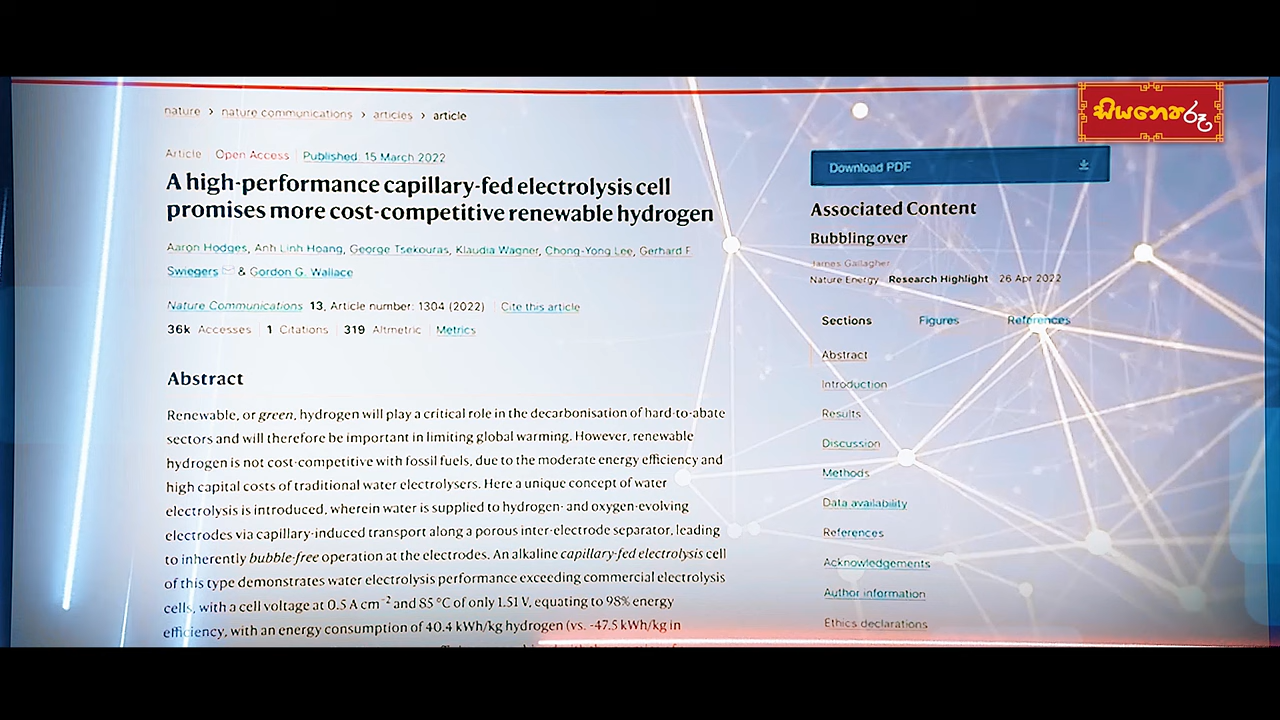 nature > nature communications > articles > article
සියනෙහරූ
Article Open Access Published: 15 March 2022
A high-performance capillary-fed electrolysis cell
promises more cost-competitive renewable hydrogen
Aaron Hodges, Anh Linh Hoang, George Tsekouras, Klaudia Wagner, Chong-Yong Lee, Gerhard F.
Swiegers & Gordon G. Wallace
Nature Communications 13, Article number: 1304 (2022) Cite this article
36k Accesses 1 Citations 319 Altmetric Metrics
Abstract
Renewable, or green, hydrogen will play a critical role in the decarbonisation of hard-to-abate
sectors and will therefore be important in limiting global warming. However, renewable
hydrogen is not cost-competitive with fossil fuels, due to the moderate energy efficiency and
high capital costs of traditional water electrolysers. Here a unique concept of water
electrolysis is introduced, wherein water is supplied to hydrogen- and oxygen-evolving
electrodes via capillary-induced transport along a porous inter-electrode separator, leading
to inherently bubble-free operation at the electrodes. An alkaline capillary-fed electrolysis cell
of this type demonstrates water electrolysis performance exceeding commercial electrolysis
cells, with a cell voltage at 0.5 A cm⁻² and 85 °C of only 1.51 V, equating to 98% energy
efficiency, with an energy consumption of 40.4 kWh/kg hydrogen (vs. ~47.5 kWh/kg in
Download PDF
Associated Content
Bubbling over
James Gallagher
Nature Energy Research Highlight 26 Apr 2022
Sections Figures References
Abstract
Introduction
Results
Discussion
Methods
Data availability
References
Acknowledgements
Author information
Ethics declarations